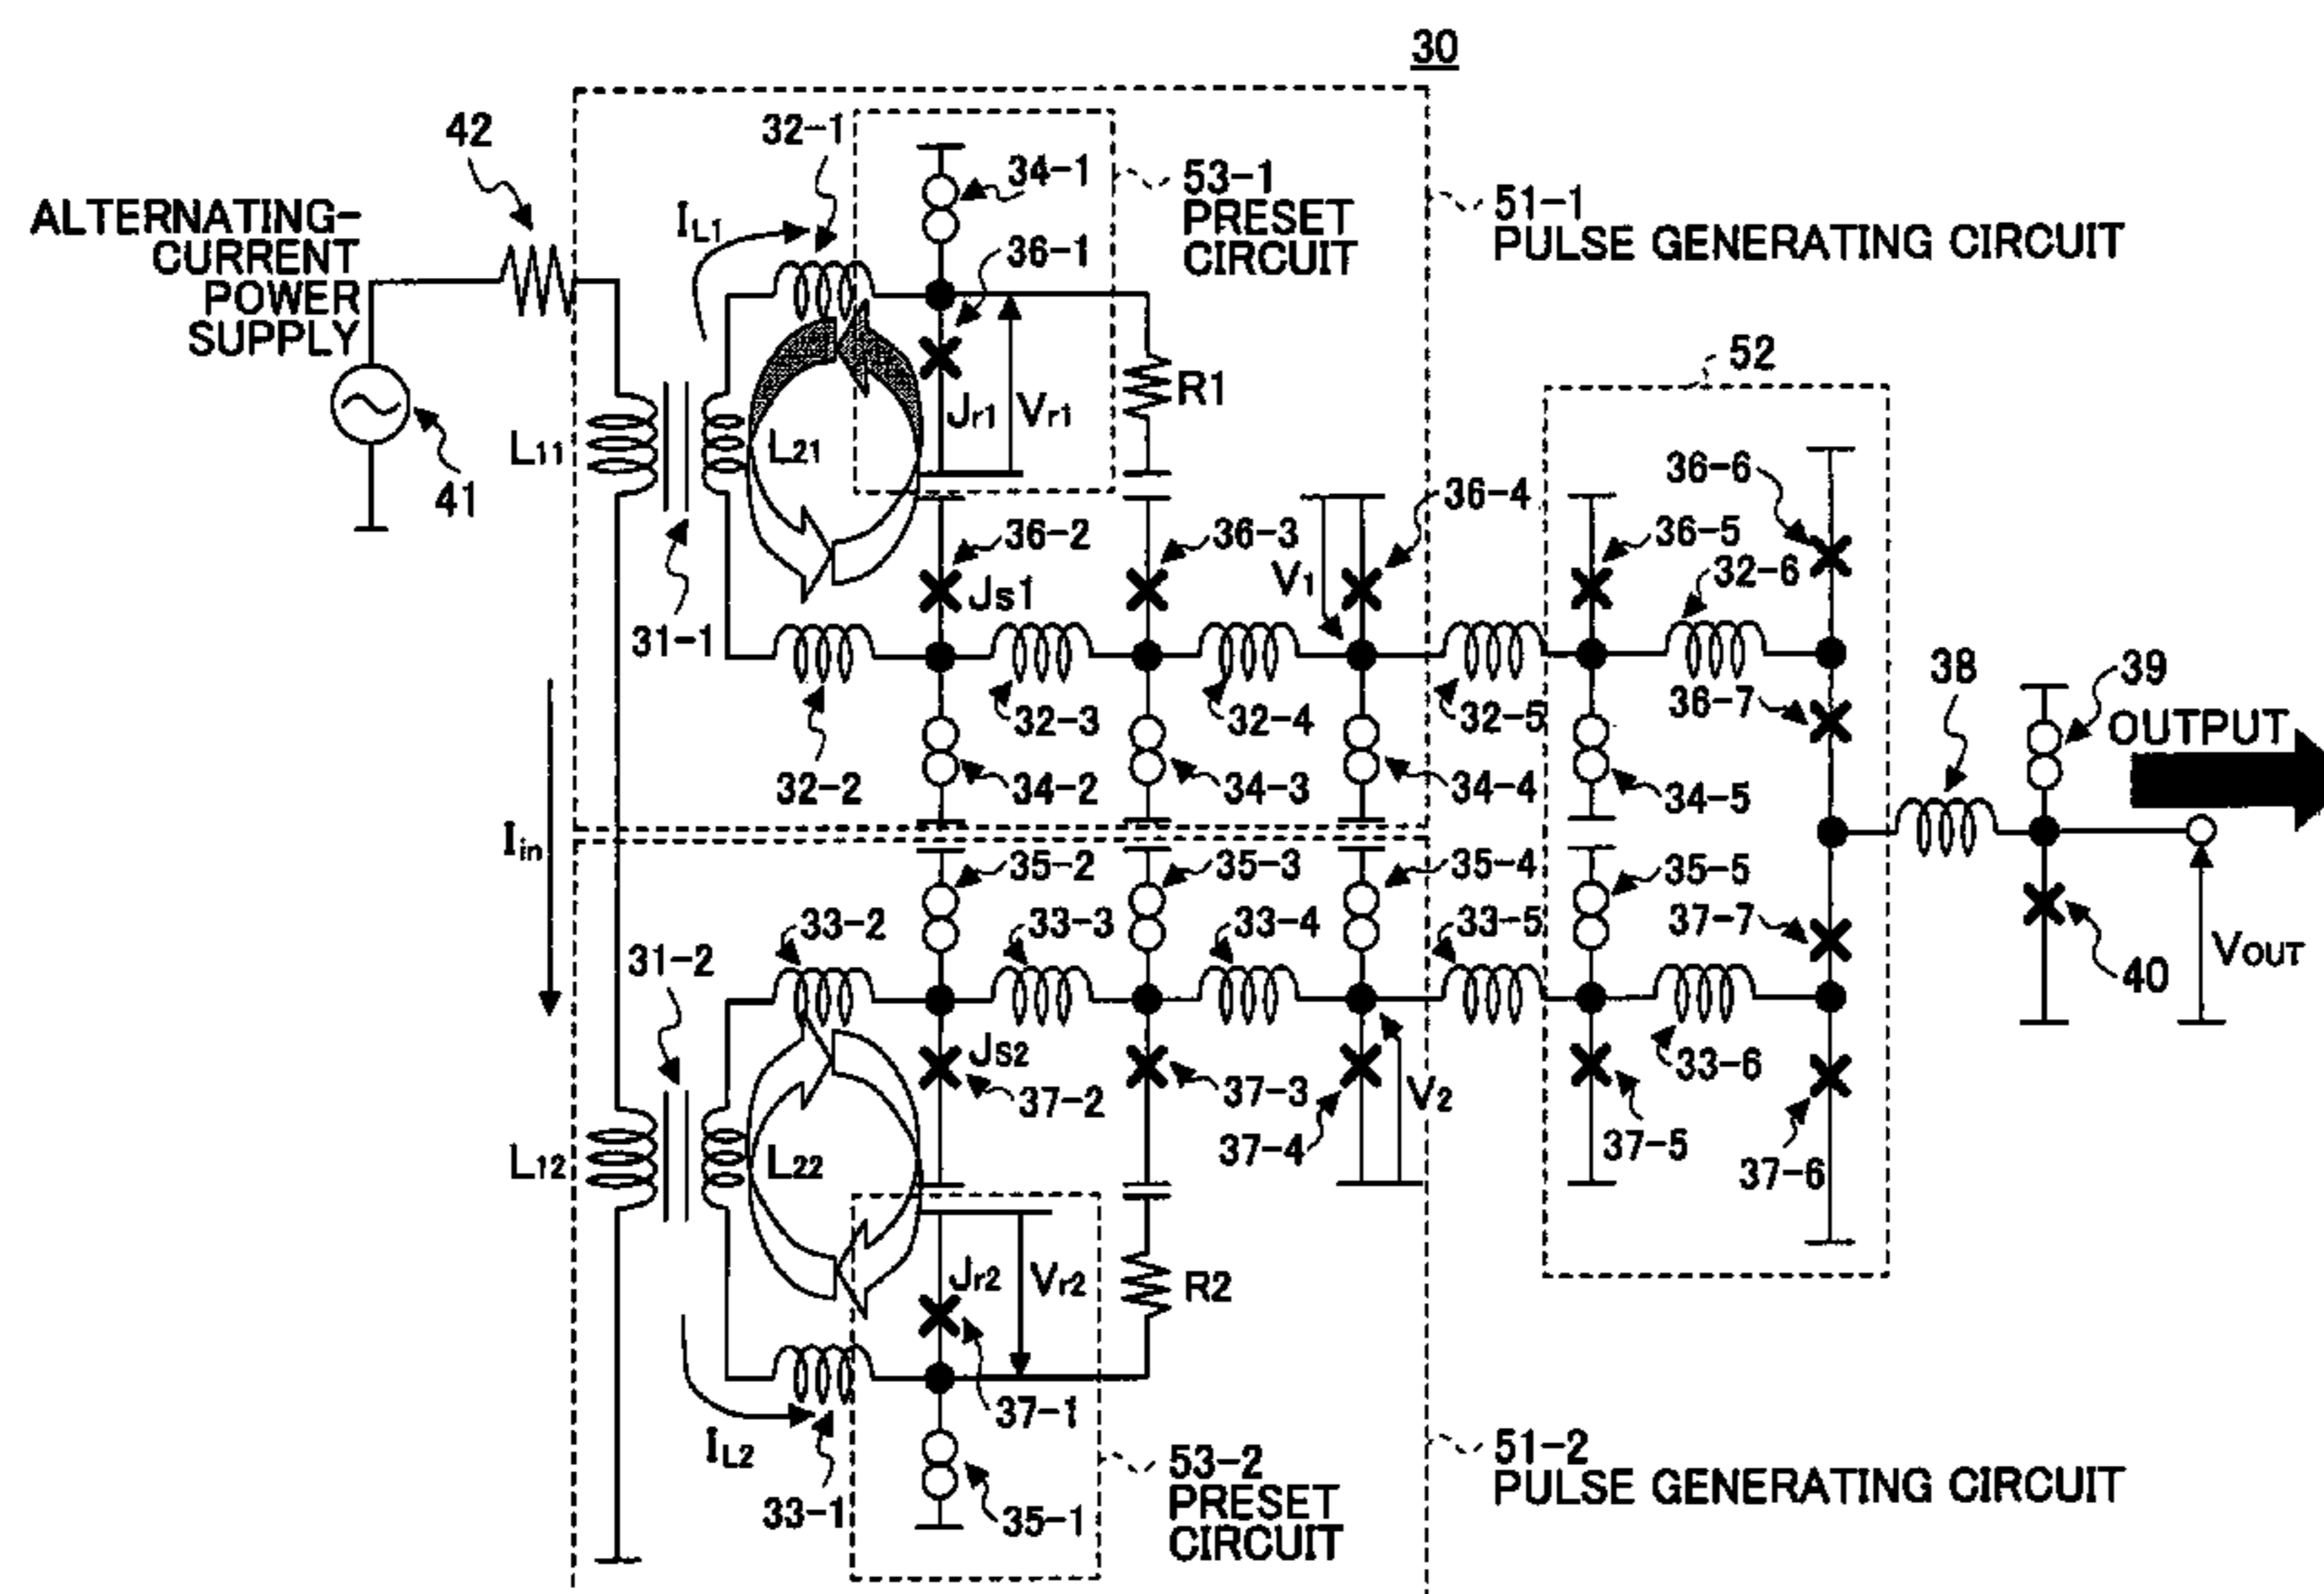 30
42
32-1
34-1
53-1
PRESET
CIRCUIT
51-1
PULSE GENERATING CIRCUIT
ALTERNATING-
CURRENT
POWER
SUPPLY
IL1
36-1
52
Jr1
Vr1
R1
L11
L21
41
36-6
36-4
36-2
36-3
36-5
V1
32-6
Js1
31-1
38
39
36-7
OUTPUT
32-3
32-4
32-5
32-2
34-2
34-3
34-4
34-5
Iin
35-2
35-3
35-4
35-5
33-2
33-3
33-4
33-5
37-7
31-2
40
VOUT
Js2
33-6
37-2
37-3
V2
37-4
37-5
L12
L22
37-6
Jr2
Vr2
R2
37-1
IL2
53-2
PRESET
CIRCUIT
51-2
PULSE GENERATING CIRCUIT
33-1
35-1